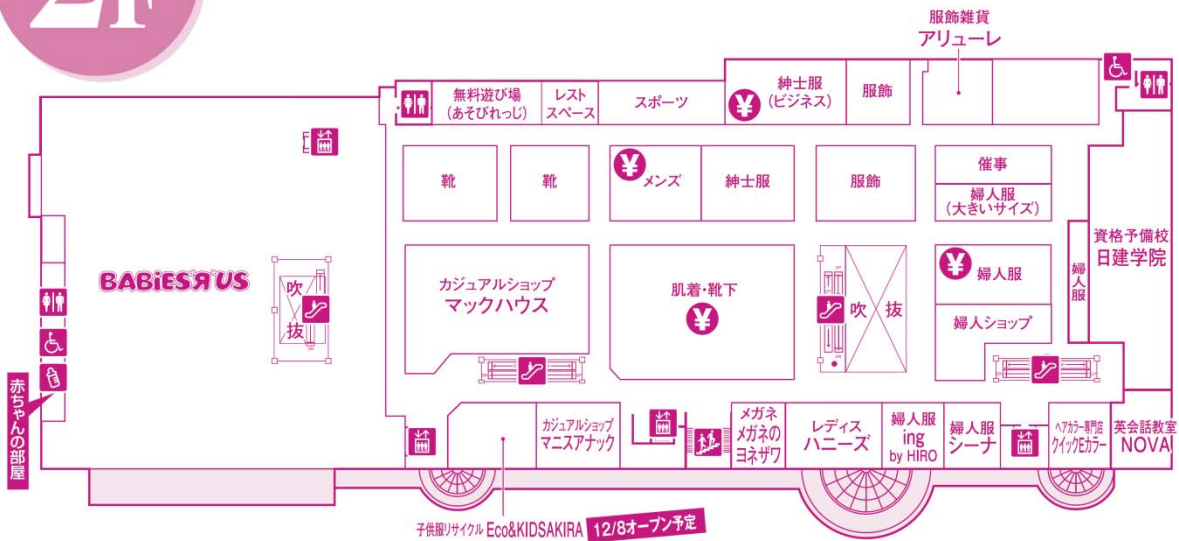 2F
服飾雑貨
アリューレ
無料遊び場
(あそびれっじ)
レスト
スペース
スポーツ
¥
紳士服
(ビジネス)
服飾
靴
靴
¥
メンズ
紳士服
服飾
催事
婦人服
(大きいサイズ)
資格予備校
日建学院
BABIESЯUS
吹
抜
カジュアルショップ
マックハウス
肌着・靴下
¥
吹
抜
¥
婦人服
婦人ショップ
婦人服
赤ちゃんの部屋
カジュアルショップ
マニスアナック
メガネ
メガネの
ヨネザワ
レディス
ハニーズ
婦人服
ing
by HIRO
婦人服
シーナ
ヘアカラー専門店
クイックEカラー
英会話教室
NOVA
子供服リサイクル Eco&KIDSAKIRA 12/8オープン予定